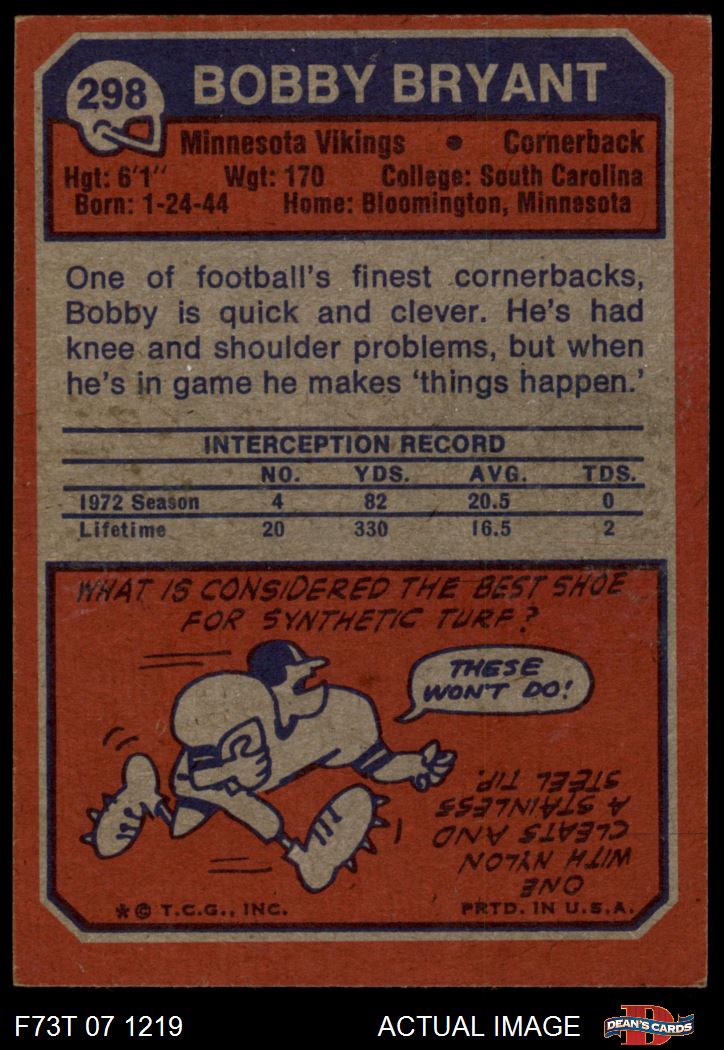 298
BOBBY BRYANT
Minnesota Vikings • Cornerback
Hgt: 6'1" Wgt: 170 College: South Carolina
Born: 1-24-44 Home: Bloomington, Minnesota
One of football's finest cornerbacks,
Bobby is quick and clever. He's had
knee and shoulder problems, but when
he's in game he makes 'things happen.'
INTERCEPTION RECORD
NO. YDS. AVG. TDS.
1972 Season 4 82 20.5 0
Lifetime 20 330 16.5 2
WHAT IS CONSIDERED THE BEST SHOE
FOR SYNTHETIC TURF?
THESE
WON'T DO!
ONE
WITH NYLON
CLEATS AND
A STAINLESS
STEEL TIP.
* © T.C.G., INC. PRTD. IN U.S.A.
F73T 07 1219 ACTUAL IMAGE
D
DEAN'S CARDS